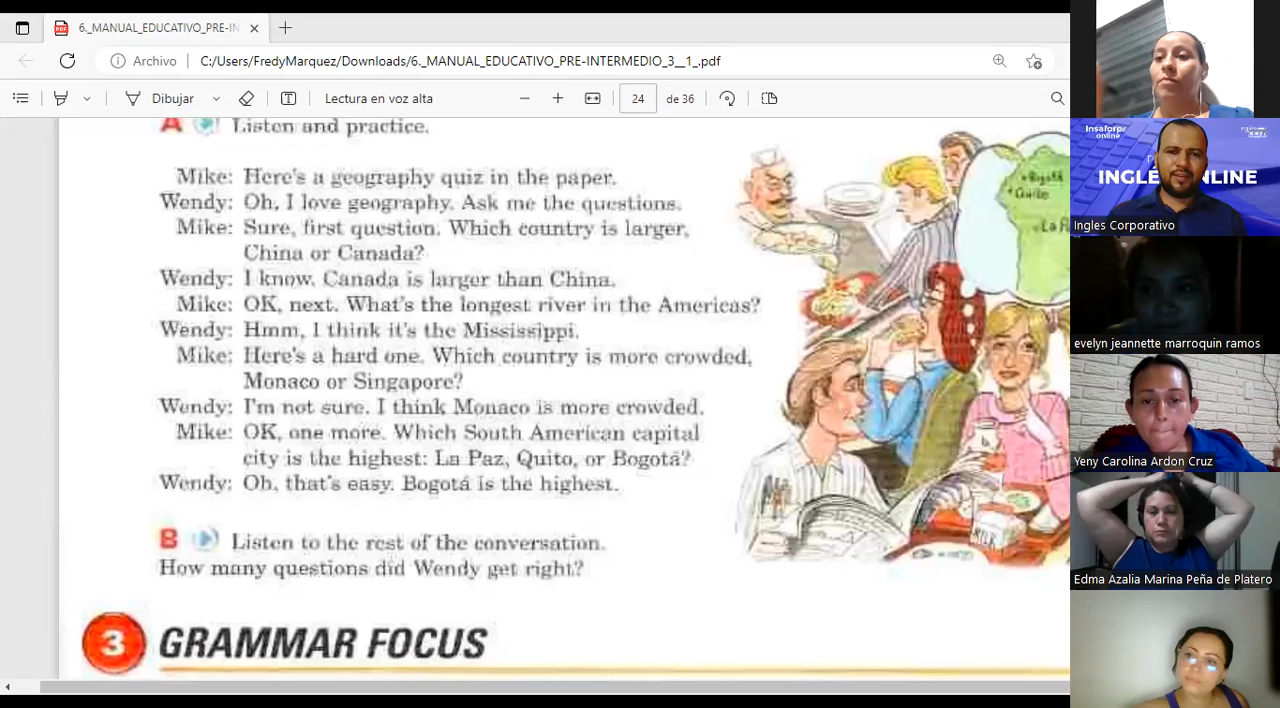 6._MANUAL_EDUCATIVO_PRE-IN
Archivo C:/Users/FredyMarquez/Downloads/6._MANUAL_EDUCATIVO_PRE-INTERMEDIO_3__1_.pdf
Dibujar Lectura en voz alta 24 de 36
A Listen and practice.
Mike: Here's a geography quiz in the paper.
Wendy: Oh, I love geography. Ask me the questions.
Mike: Sure, first question. Which country is larger,
China or Canada?
Wendy: I know. Canada is larger than China.
Mike: OK, next. What's the longest river in the Americas?
Wendy: Hmm, I think it's the Mississippi.
Mike: Here's a hard one. Which country is more crowded,
Monaco or Singapore?
Wendy: I'm not sure. I think Monaco is more crowded.
Mike: OK, one more. Which South American capital
city is the highest: La Paz, Quito, or Bogotá?
Wendy: Oh, that's easy. Bogotá is the highest.
B Listen to the rest of the conversation.
How many questions did Wendy get right?
3 GRAMMAR FOCUS
Bogotá
Quito
La P
MILK
Insaforp
online
INGLE ONLINE
Ingles Corporativo
evelyn jeannette marroquin ramos
Yeny Carolina Ardon Cruz
Edma Azalia Marina Peña de Platero